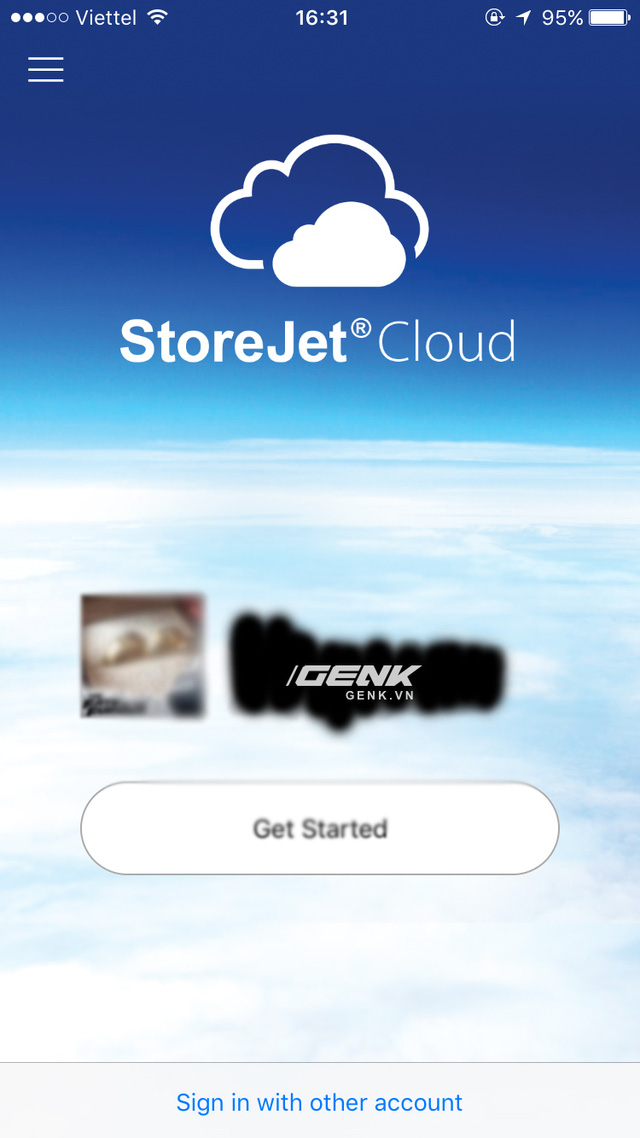 Viettel 16:31 95%
StoreJet® Cloud
GENK
GENK.VN
Get Started
Sign in with other account